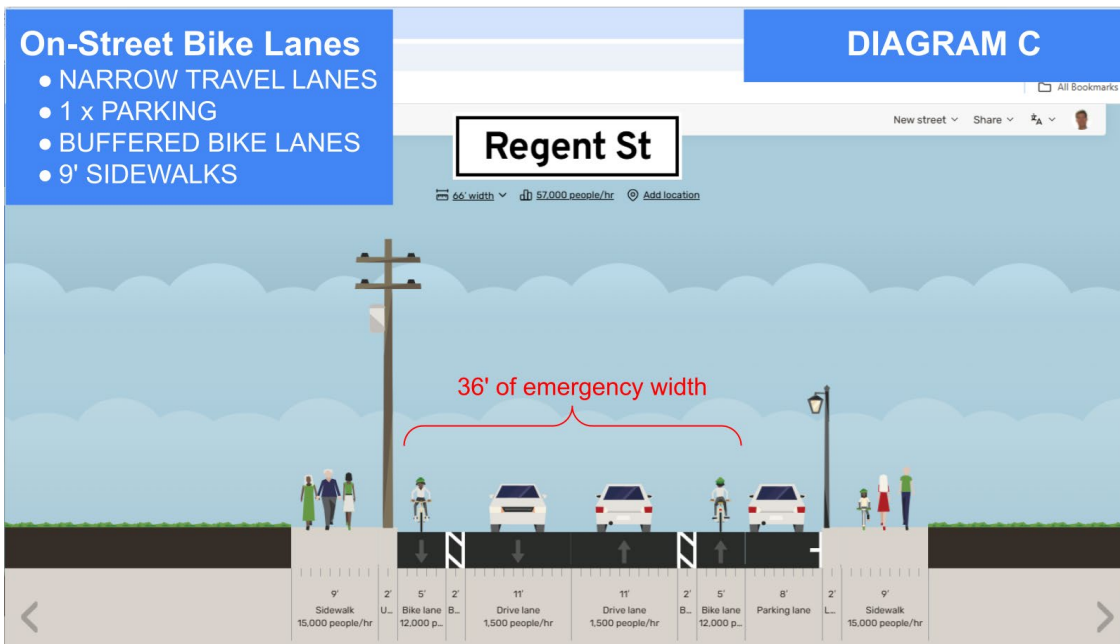 On-Street Bike Lanes
● NARROW TRAVEL LANES
● 1 x PARKING
● BUFFERED BIKE LANES
● 9' SIDEWALKS
DIAGRAM C
All Bookmarks
New street Share
Regent St
66' width 57,000 people/hr Add location
36' of emergency width
9' 2' 5' 2' 11' 11' 2' 5' 8' 2' 9'
Sidewalk U... Bike lane B... Drive lane Drive lane B... Bike lane Parking lane L... Sidewalk
15,000 people/hr 12,000 p... 1,500 people/hr 1,500 people/hr 12,000 p... 15,000 people/hr